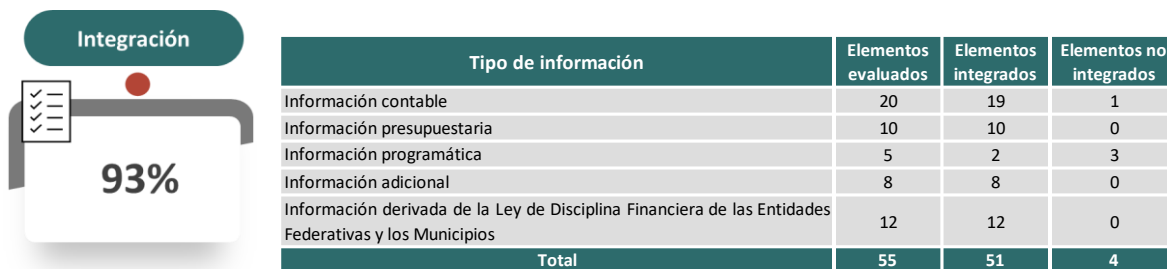 Integración
93%
Tipo de información Elementos evaluados Elementos integrados Elementos no integrados
Información contable 20 19 1
Información presupuestaria 10 10 0
Información programática 5 2 3
Información adicional 8 8 0
Información derivada de la Ley de Disciplina Financiera de las Entidades
Federativas y los Municipios 12 12 0
Total 55 51 4